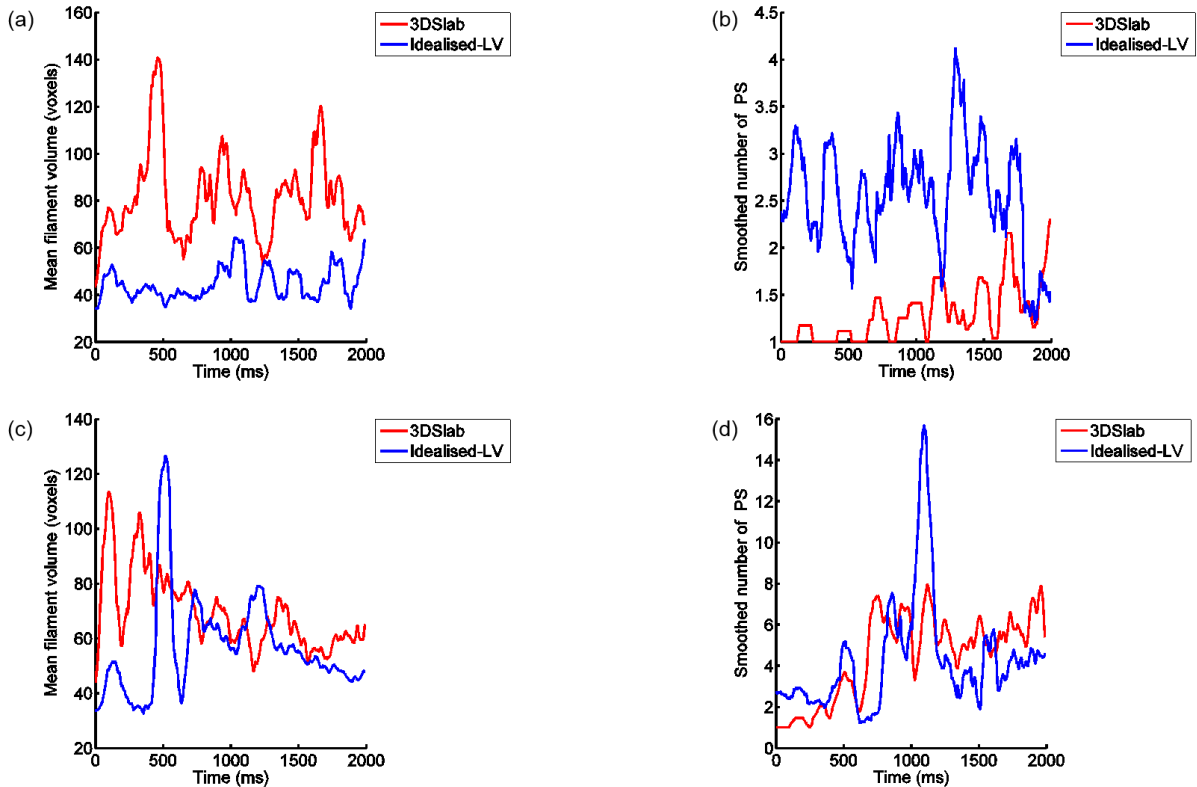 (a)
160
140
120
100
80
60
40
20
0
500
1000
1500
2000
Mean filament volume (voxels)
Time (ms)
3DSlab
Idealised-LV
(b)
4.5
4
3.5
3
2.5
2
1.5
1
0
500
1000
1500
2000
Smoothed number of PS
Time (ms)
3DSlab
Idealised-LV
(c)
140
120
100
80
60
40
20
0
500
1000
1500
2000
Mean filament volume (voxels)
Time (ms)
3DSlab
Idealised-LV
(d)
16
14
12
10
8
6
4
2
0
0
500
1000
1500
2000
Smoothed number of PS
Time (ms)
3DSlab
Idealised-LV